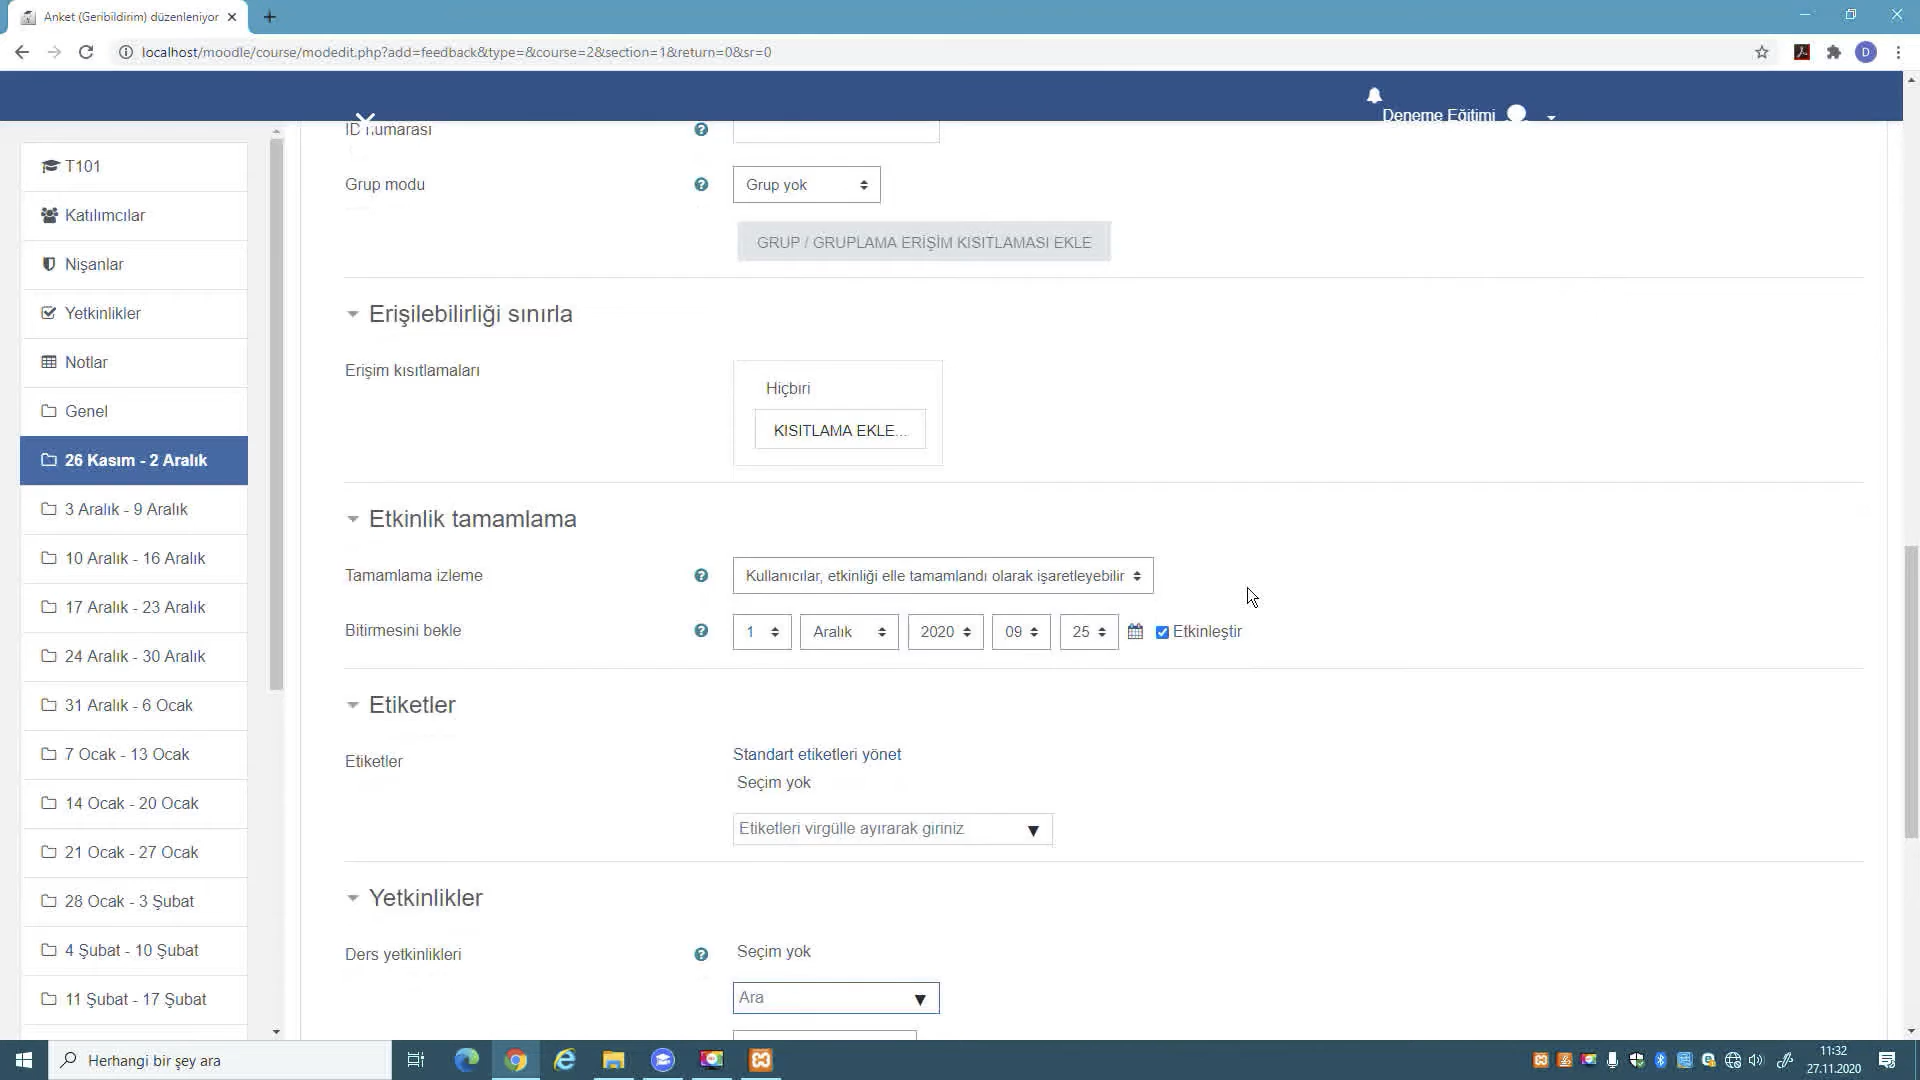 Anket (Geribildirim) düzenleniyor
localhost/moodle/course/modedit.php?add=feedback&type=&course=2&section=1&return=0&sr=0
D
Deneme Eğitimi
T101
Katılımcılar
Nişanlar
Yetkinlikler
Notlar
Genel
26 Kasım - 2 Aralık
3 Aralık - 9 Aralık
10 Aralık - 16 Aralık
17 Aralık - 23 Aralık
24 Aralık - 30 Aralık
31 Aralık - 6 Ocak
7 Ocak - 13 Ocak
14 Ocak - 20 Ocak
21 Ocak - 27 Ocak
28 Ocak - 3 Şubat
4 Şubat - 10 Şubat
11 Şubat - 17 Şubat
ID numarası
Grup modu
Grup yok
GRUP / GRUPLAMA ERİŞİM KISITLAMASI EKLE
Erişilebilirliği sınırla
Erişim kısıtlamaları
Hiçbiri
KISITLAMA EKLE...
Etkinlik tamamlama
Tamamlama izleme
Kullanıcılar, etkinliği elle tamamlandı olarak işaretleyebilir
Bitirmesini bekle
1 Aralık 2020 09 25 Etkinleştir
Etiketler
Etiketler
Standart etiketleri yönet
Seçim yok
Etiketleri virgülle ayırarak giriniz
Yetkinlikler
Ders yetkinlikleri
Seçim yok
Ara
Herhangi bir şey ara
11:32
27.11.2020